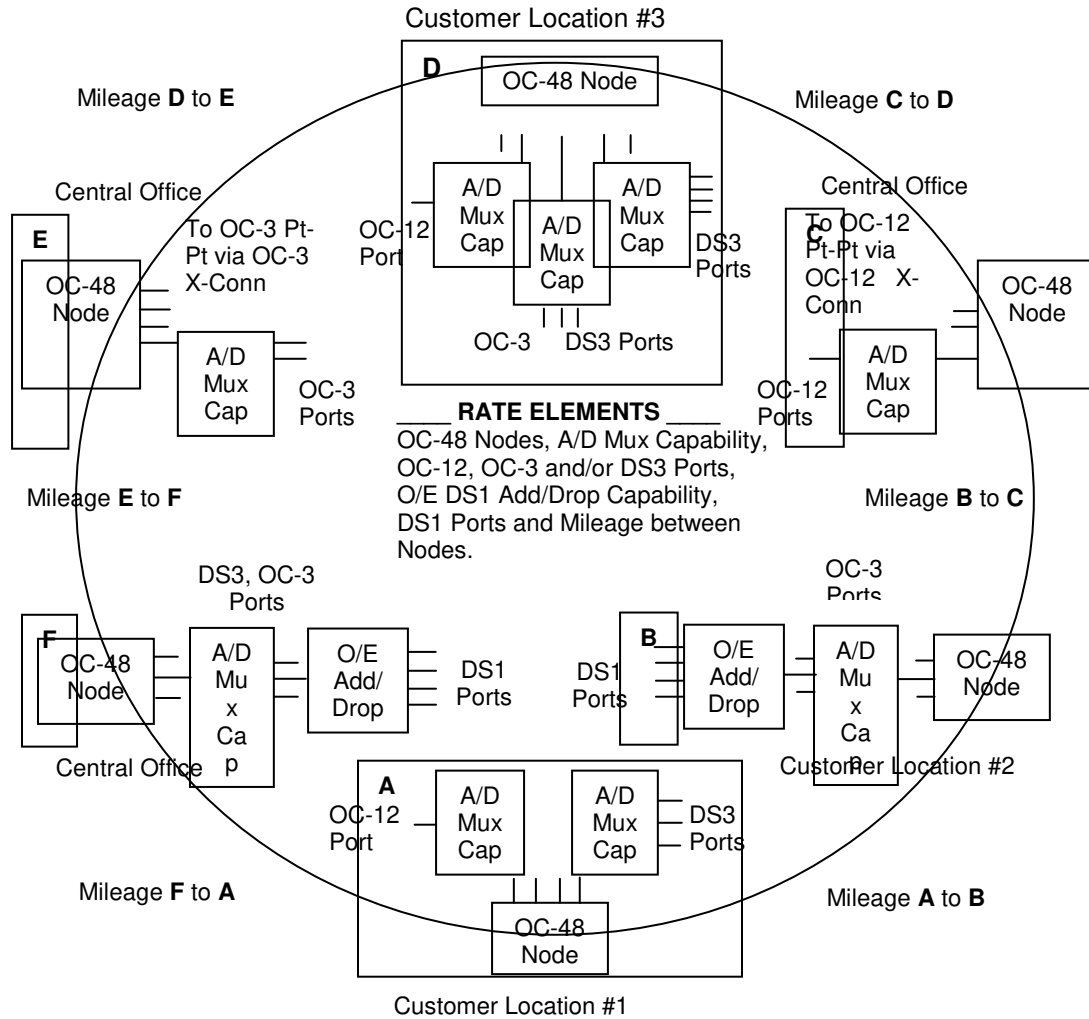 Customer Location #3
D
OC-48 Node
Mileage D to E
Mileage C to D
A/D
Mux
Cap
A/D
Mux
Cap
A/D
Mux
Cap
OC-12
Port
DS3
Ports
OC-3
DS3 Ports
Central Office
E
OC-48
Node
To OC-3 Pt-
Pt via OC-3
X-Conn
A/D
Mux
Cap
OC-3
Ports
Central Office
C
To OC-12
Pt-Pt via
OC-12 X-
Conn
OC-48
Node
A/D
Mux
Cap
OC-12
Ports
____ RATE ELEMENTS ____
OC-48 Nodes, A/D Mux Capability,
OC-12, OC-3 and/or DS3 Ports,
O/E DS1 Add/Drop Capability,
DS1 Ports and Mileage between
Nodes.
Mileage E to F
Mileage B to C
DS3, OC-3
Ports
F
OC-48
Node
A/D
Mu
x
Ca
p
O/E
Add/
Drop
DS1
Ports
Central Office
OC-3
Ports
B
DS1
Ports
O/E
Add/
Drop
A/D
Mu
x
Ca
p
OC-48
Node
Customer Location #2
A
OC-12
Port
A/D
Mux
Cap
A/D
Mux
Cap
DS3
Ports
OC-48
Node
Mileage F to A
Mileage A to B
Customer Location #1